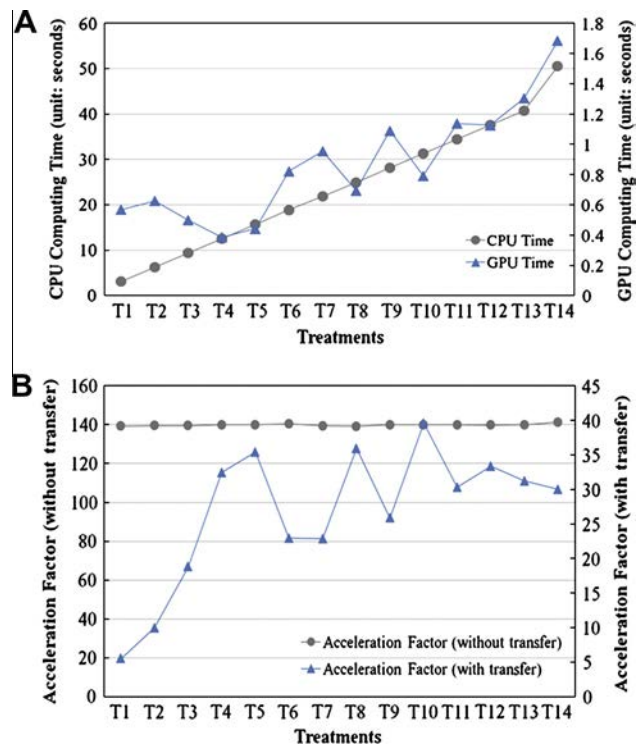 A
CPU Computing Time (unit: seconds)
60
50
40
30
20
10
0
GPU Computing Time (unit: seconds)
1.8
1.6
1.4
1.2
1
0.8
0.6
0.4
0.2
0
CPU Time
GPU Time
T1 T2 T3 T4 T5 T6 T7 T8 T9 T10 T11 T12 T13 T14
Treatments
B
Acceleration Factor (without transfer)
160
140
120
100
80
60
40
20
0
Acceleration Factor (with transfer)
45
40
35
30
25
20
15
10
5
0
Acceleration Factor (without transfer)
Acceleration Factor (with transfer)
T1 T2 T3 T4 T5 T6 T7 T8 T9 T10 T11 T12 T13 T14
Treatments